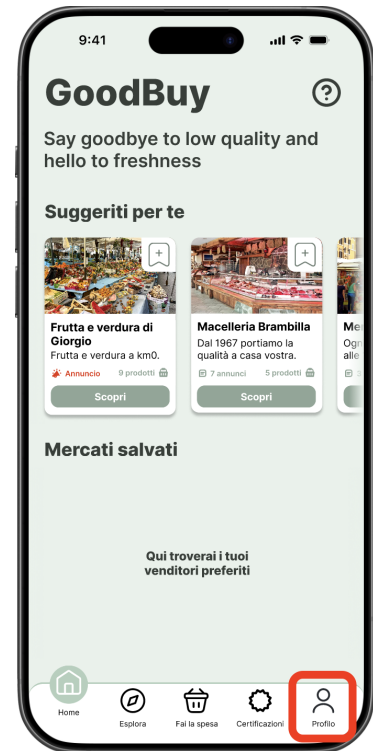 9:41
GoodBuy
?
Say goodbye to low quality and
hello to freshness
Suggeriti per te
Frutta e verdura di
Giorgio
Frutta e verdura a km0.
Annuncio 9 prodotti
Scopri
Macelleria Brambilla
Dal 1967 portiamo la
qualità a casa vostra.
7 annunci 5 prodotti
Scopri
Ogn
alle
Mercati salvati
Qui troverai i tuoi
venditori preferiti
Home
Esplora
Fai la spesa
Certificazioni
Profilo